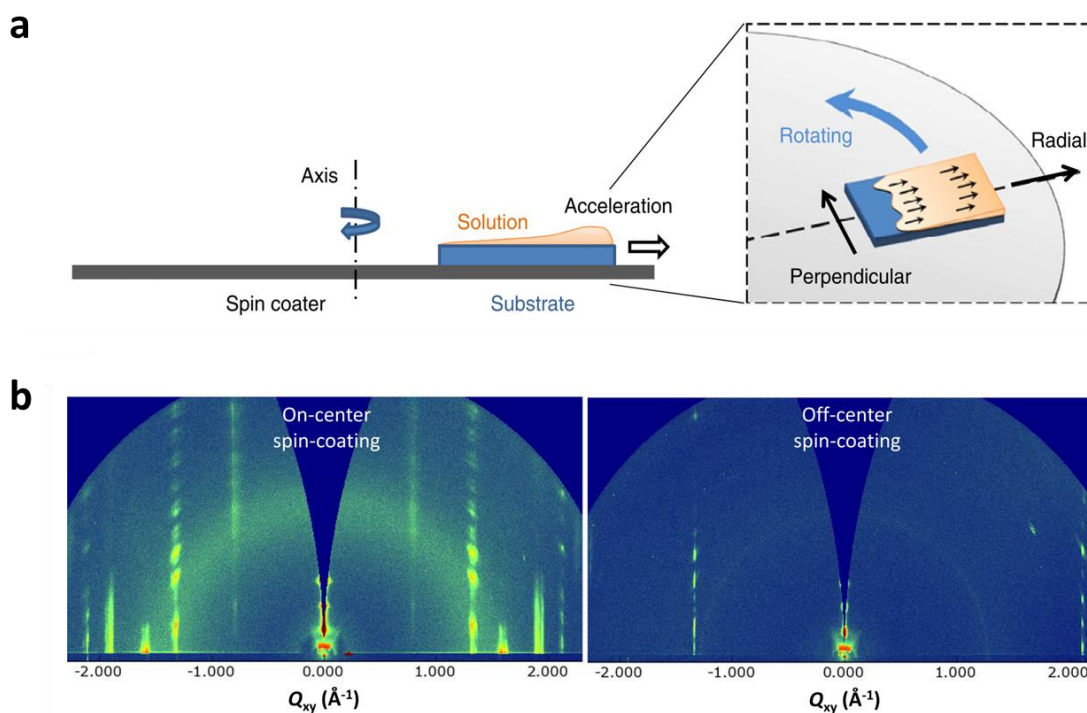 a
Axis
Solution
Acceleration
Spin coater
Substrate
Rotating
Radial
Perpendicular
b
On-center
spin-coating
Off-center
spin-coating
-2.000 -1.000 0.000 1.000 2.000
-2.000 -1.000 0.000 1.000 2.000
Qxy (Å-1)
Qxy (Å-1)